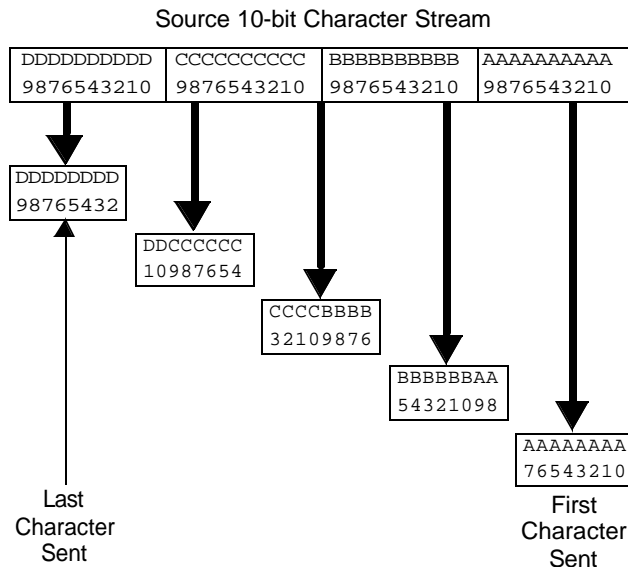 Source 10-bit Character Stream
DDDDDDDDDD CCCCCCCCCC BBBBBBBBBB AAAAAAAAAA
9876543210 9876543210 9876543210 9876543210
DDDDDDDD
98765432
DDCCCCCC
10987654
CCCCBBBB
32109876
BBBBBBAA
54321098
AAAAAAAA
76543210
Last
Character
Sent
First
Character
Sent